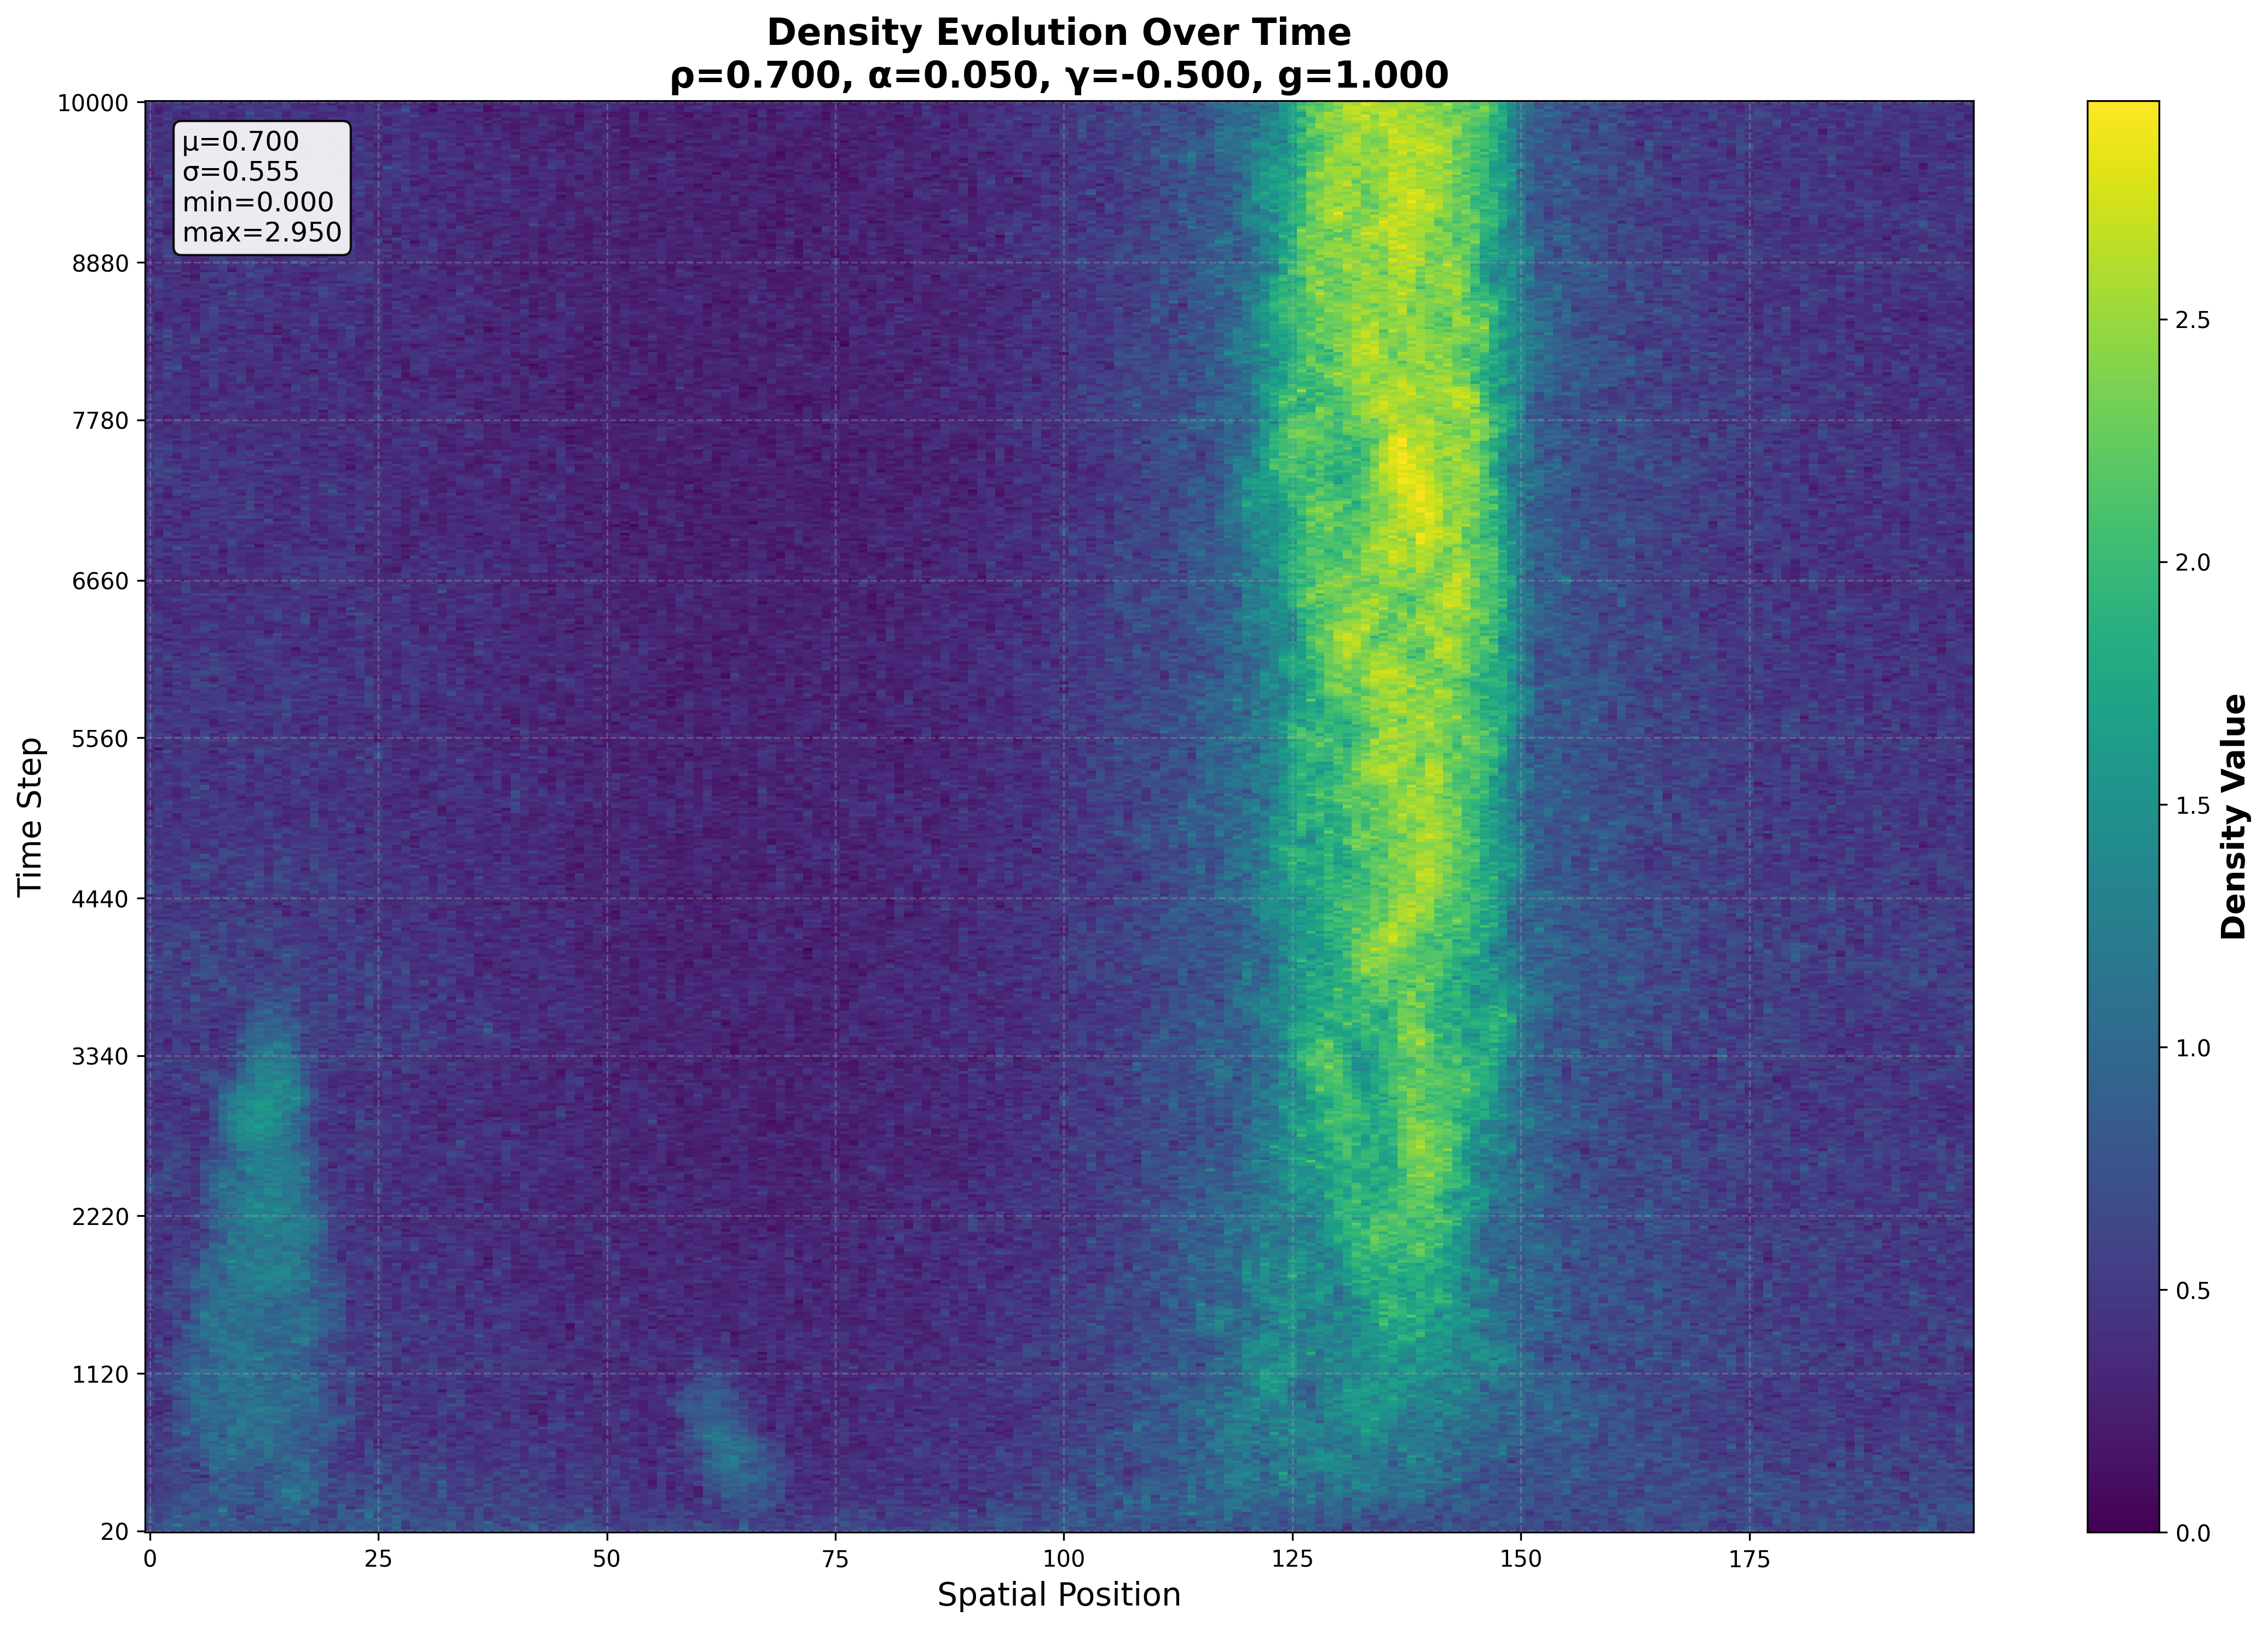 Density Evolution Over Time
ρ=0.700, α=0.050, γ=-0.500, g=1.000
μ=0.700
σ=0.555
min=0.000
max=2.950
Time Step
10000
8880
7780
6660
5560
4440
3340
2220
1120
20
0
25
50
75
100
125
150
175
Spatial Position
2.5
2.0
1.5
1.0
0.5
0.0
Density Value